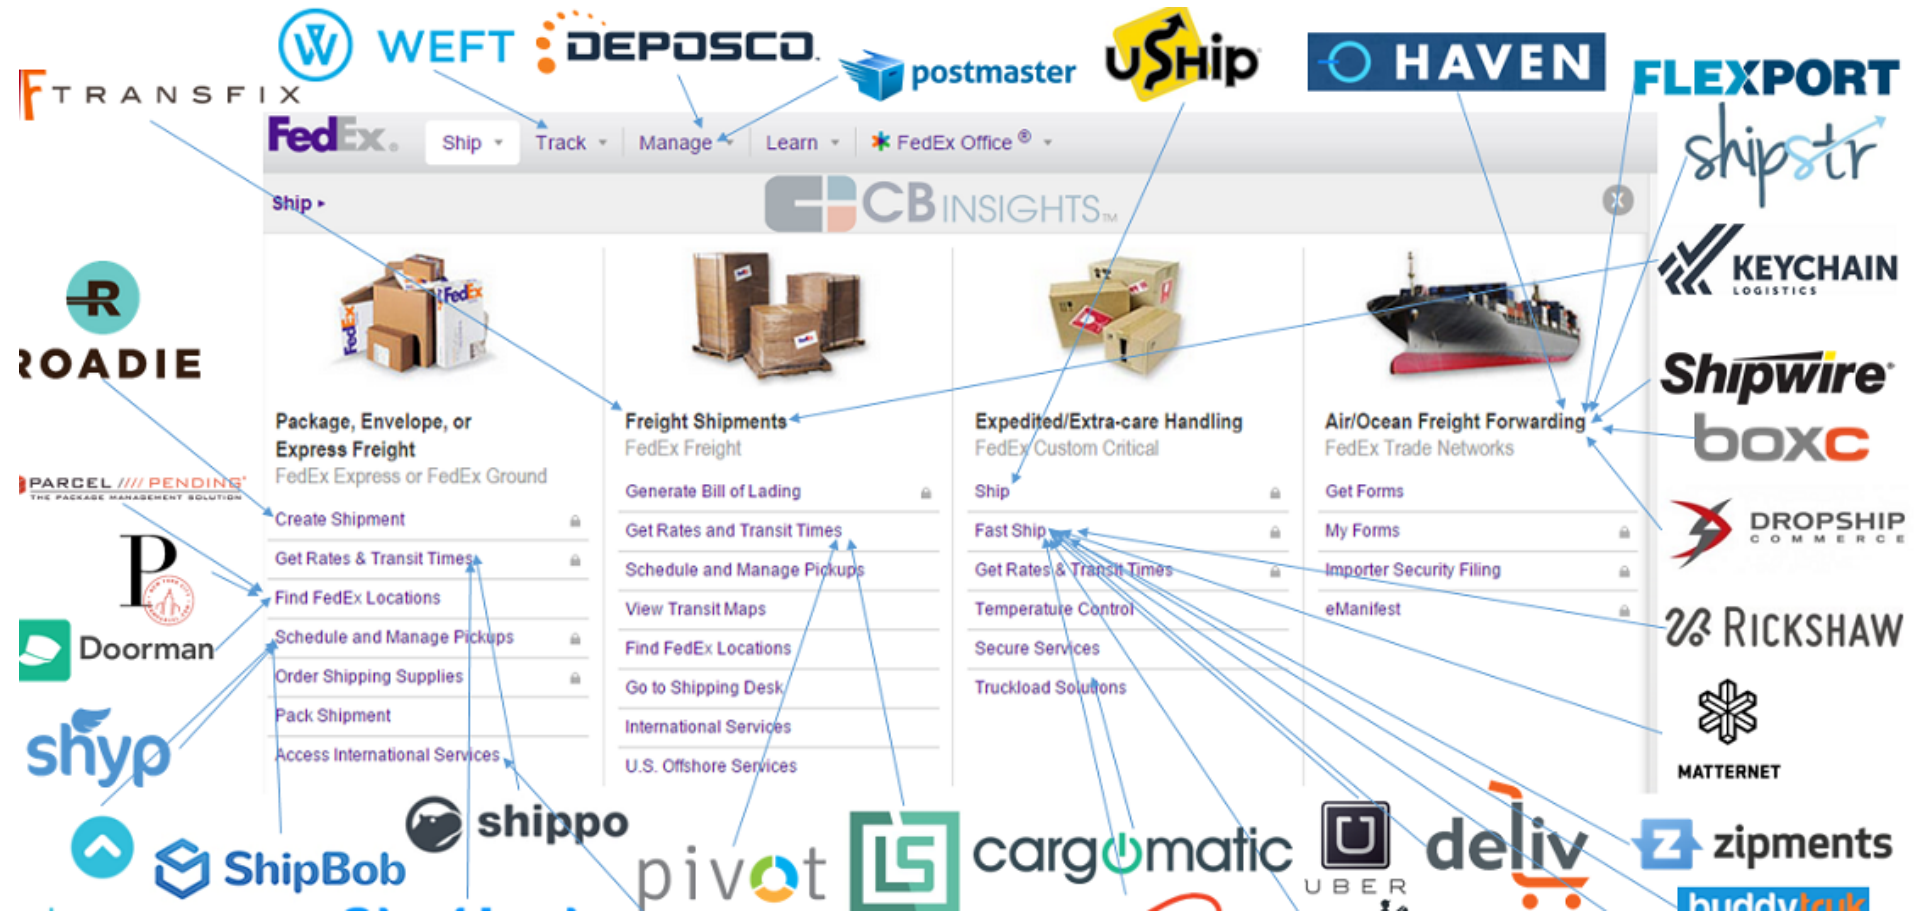 WEFT
DEPOSCO
postmaster
uShip
HAVEN
FLEXPORT
TRANSFIX
shipstr
FedEx®
Ship
Track
Manage
Learn
FedEx Office ®
Ship
CB INSIGHTS™
X
KEYCHAIN
LOGISTICS
R
ROADIE
FedEx
FedEx
Shipwire®
boxc
Package, Envelope, or
Express Freight
FedEx Express or FedEx Ground
Create Shipment
Get Rates & Transit Times
Find FedEx Locations
Schedule and Manage Pickups
Order Shipping Supplies
Pack Shipment
Access International Services
Freight Shipments
FedEx Freight
Generate Bill of Lading
Get Rates and Transit Times
Schedule and Manage Pickups
View Transit Maps
Find FedEx Locations
Go to Shipping Desk
International Services
U.S. Offshore Services
Expedited/Extra-care Handling
FedEx Custom Critical
Ship
Fast Ship
Get Rates & Transit Times
Temperature Control
Secure Services
Truckload Solutions
Air/Ocean Freight Forwarding
FedEx Trade Networks
Get Forms
My Forms
Importer Security Filing
eManifest
PARCEL //// PENDING®
THE PACKAGE MANAGEMENT SOLUTION
P
Doorman
shyp
DROPSHIP
COMMERCE
RICKSHAW
MATTERNET
ShipBob
shippo
pivot
LS
cargomatic
U
UBER
deliv
zipments
buddytruk